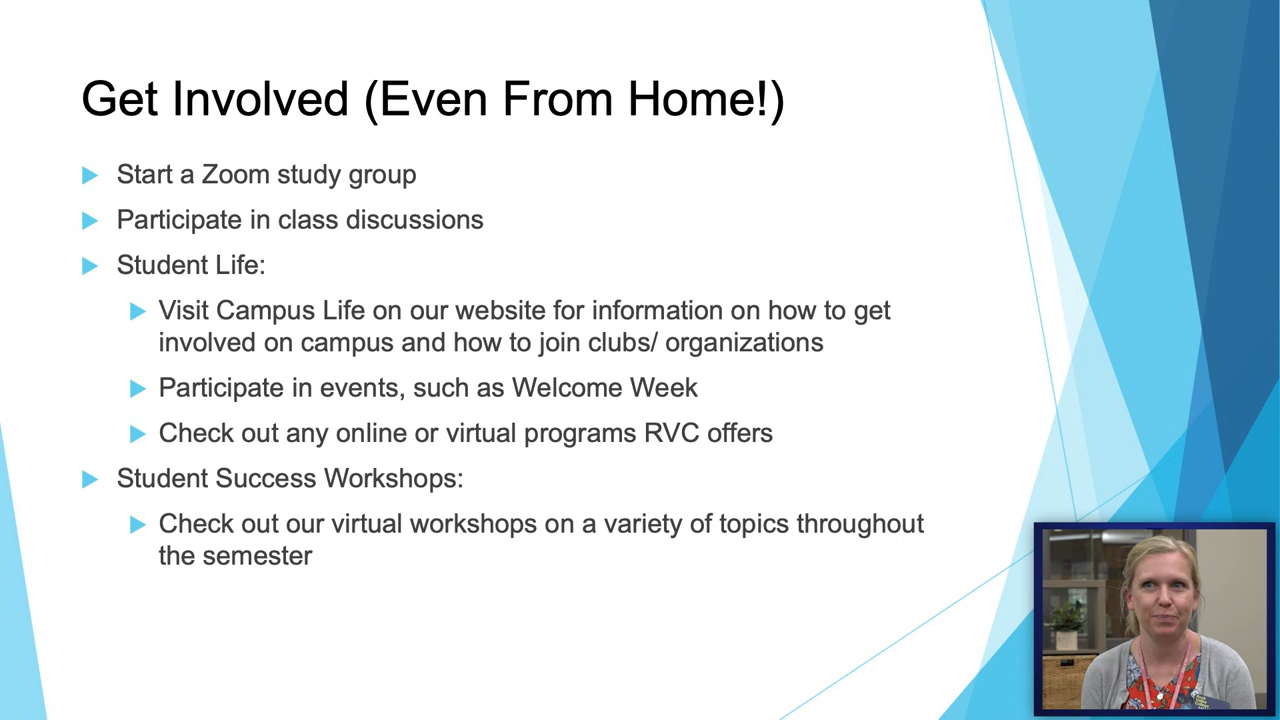 Get Involved (Even From Home!)
Start a Zoom study group
Participate in class discussions
Student Life:
Visit Campus Life on our website for information on how to get
involved on campus and how to join clubs/ organizations
Participate in events, such as Welcome Week
Check out any online or virtual programs RVC offers
Student Success Workshops:
Check out our virtual workshops on a variety of topics throughout
the semester